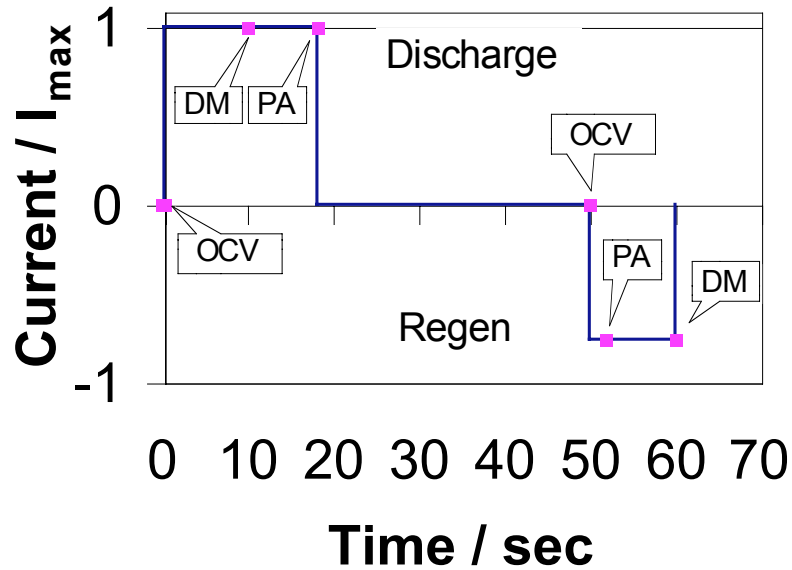 Current / Imax
1
0
-1
Discharge
DM
PA
OCV
OCV
PA
DM
Regen
0 10 20 30 40 50 60 70
Time / sec